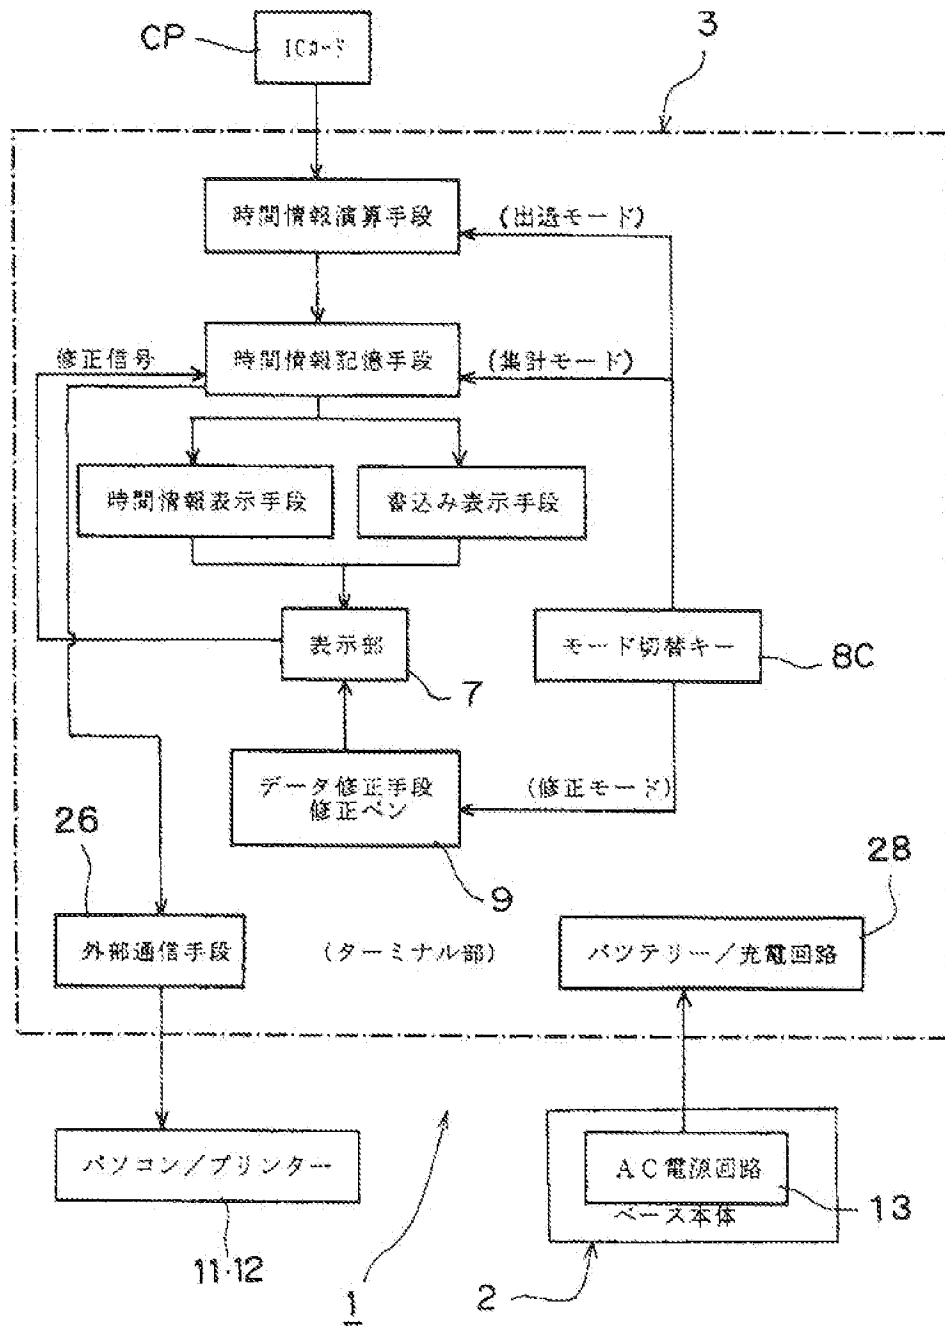 CP
ICカード
3
時間情報演算手段
(出退モード)
修正信号
時間情報記憶手段
(集計モード)
時間情報表示手段
書込み表示手段
表示部
7
モード切替キー
8C
データ修正手段
修正ペン
(修正モード)
9
26
28
外部通信手段
(ターミナル部)
バツテリー/充電回路
パソコン/プリンター
11・12
1
AC電源回路
ベース本体
13
2